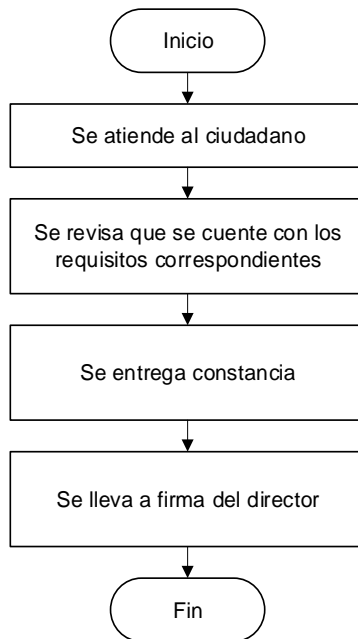 Inicio
Se atiende al ciudadano
Se revisa que se cuente con los
requisitos correspondientes
Se entrega constancia
Se lleva a firma del director
Fin